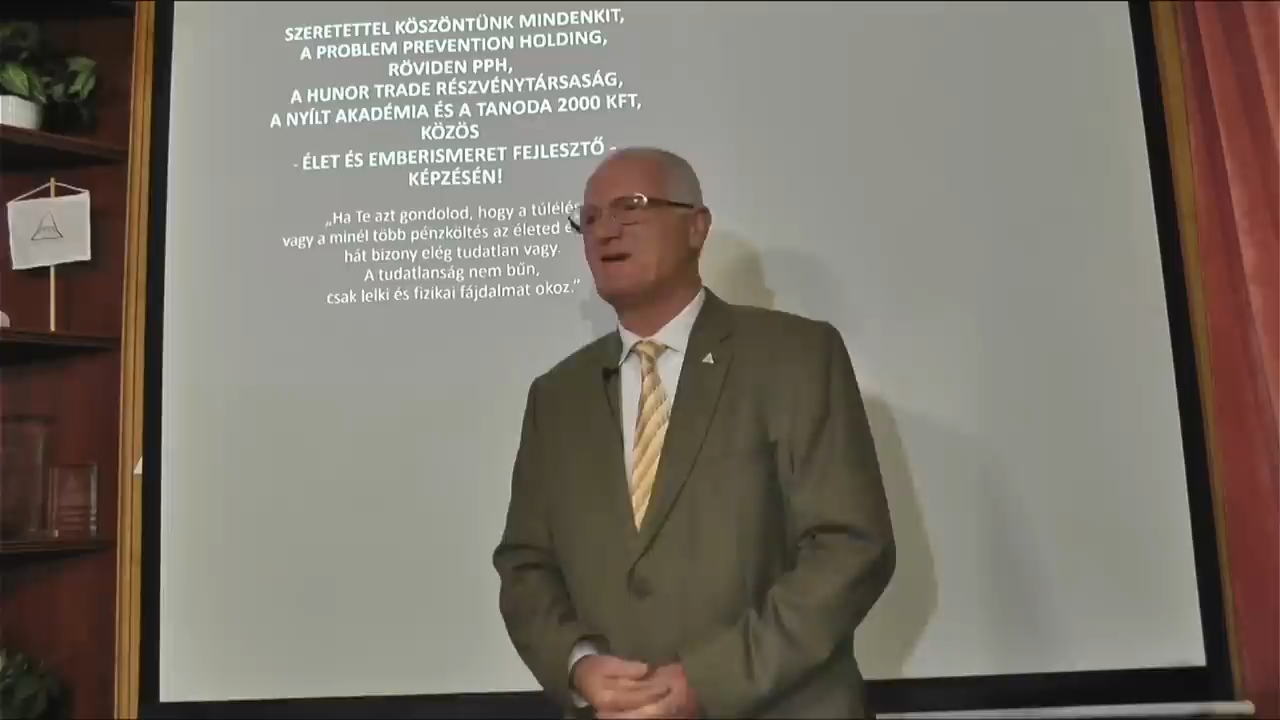 SZERETETTEL KÖSZÖNTÜNK MINDENKIT,
A PROBLEM PREVENTION HOLDING,
RÖVIDEN PPH,
A HUNOR TRADE RÉSZVÉNYTÁRSASÁG,
A NYÍLT AKADÉMIA ÉS A TANODA 2000 KFT,
KÖZÖS
- ÉLET ÉS EMBERISMERET FEJLESZTŐ -
KÉPZÉSÉN!
„Ha Te azt gondolod, hogy a túlélés
vagy a minél több pénzköltés az életed
hát bizony elég tudatlan vagy.
A tudatlanság nem bűn,
csak lelki és fizikai fájdalmat okoz.”